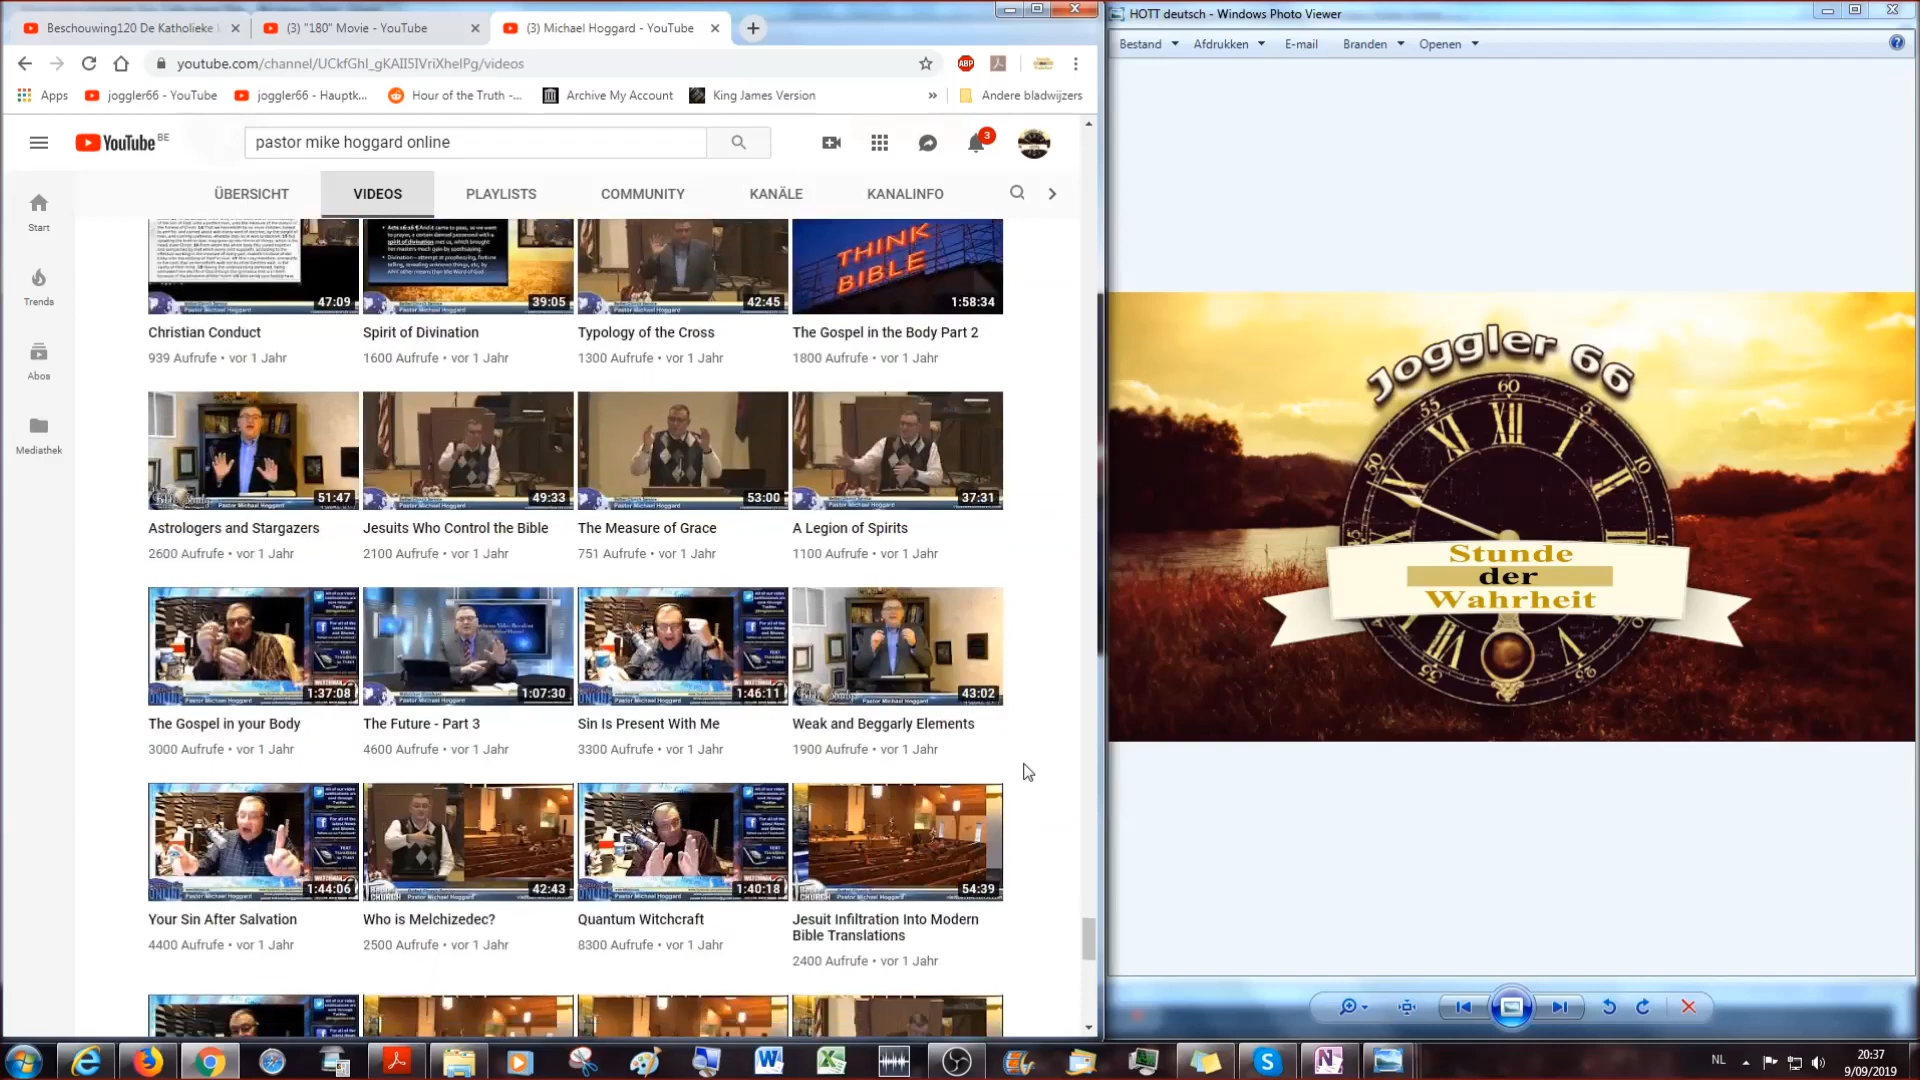 Beschouwing120 De Katholieke
(3) "180" Movie - YouTube
(3) Michael Hoggard - YouTube
HOTT deutsch - Windows Photo Viewer
youtube.com/channel/UCkfGhI_gKAII5IVriXhelPg/videos
ABP
Bestand
Afdrukken
E-mail
Branden
Openen
Apps
joggler66 - YouTube
joggler66 - Hauptk...
Hour of the Truth -...
Archive My Account
King James Version
»
Andere bladwijzers
YouTube BE
pastor mike hoggard online
3
ÜBERSICHT
VIDEOS
PLAYLISTS
COMMUNITY
KANÄLE
KANALINFO
Start
Trends
Abos
Mediathek
THINK
BIBLE
47:09
39:05
42:45
1:58:34
Christian Conduct
Spirit of Divination
Typology of the Cross
The Gospel in the Body Part 2
939 Aufrufe • vor 1 Jahr
1600 Aufrufe • vor 1 Jahr
1300 Aufrufe • vor 1 Jahr
1800 Aufrufe • vor 1 Jahr
51:47
49:33
53:00
37:31
Astrologers and Stargazers
Jesuits Who Control the Bible
The Measure of Grace
A Legion of Spirits
2600 Aufrufe • vor 1 Jahr
2100 Aufrufe • vor 1 Jahr
751 Aufrufe • vor 1 Jahr
1100 Aufrufe • vor 1 Jahr
1:37:08
1:07:30
1:46:11
43:02
The Gospel in your Body
The Future - Part 3
Sin Is Present With Me
Weak and Beggarly Elements
3000 Aufrufe • vor 1 Jahr
4600 Aufrufe • vor 1 Jahr
3300 Aufrufe • vor 1 Jahr
1900 Aufrufe • vor 1 Jahr
1:44:06
42:43
1:40:18
54:39
Your Sin After Salvation
Who is Melchizedec?
Quantum Witchcraft
Jesuit Infiltration Into Modern
Bible Translations
4400 Aufrufe • vor 1 Jahr
2500 Aufrufe • vor 1 Jahr
8300 Aufrufe • vor 1 Jahr
2400 Aufrufe • vor 1 Jahr
Joggler 66
60
5
10
55
50
XII
I
XI
Stunde
der
Wahrheit
NL
20:37
9/09/2019